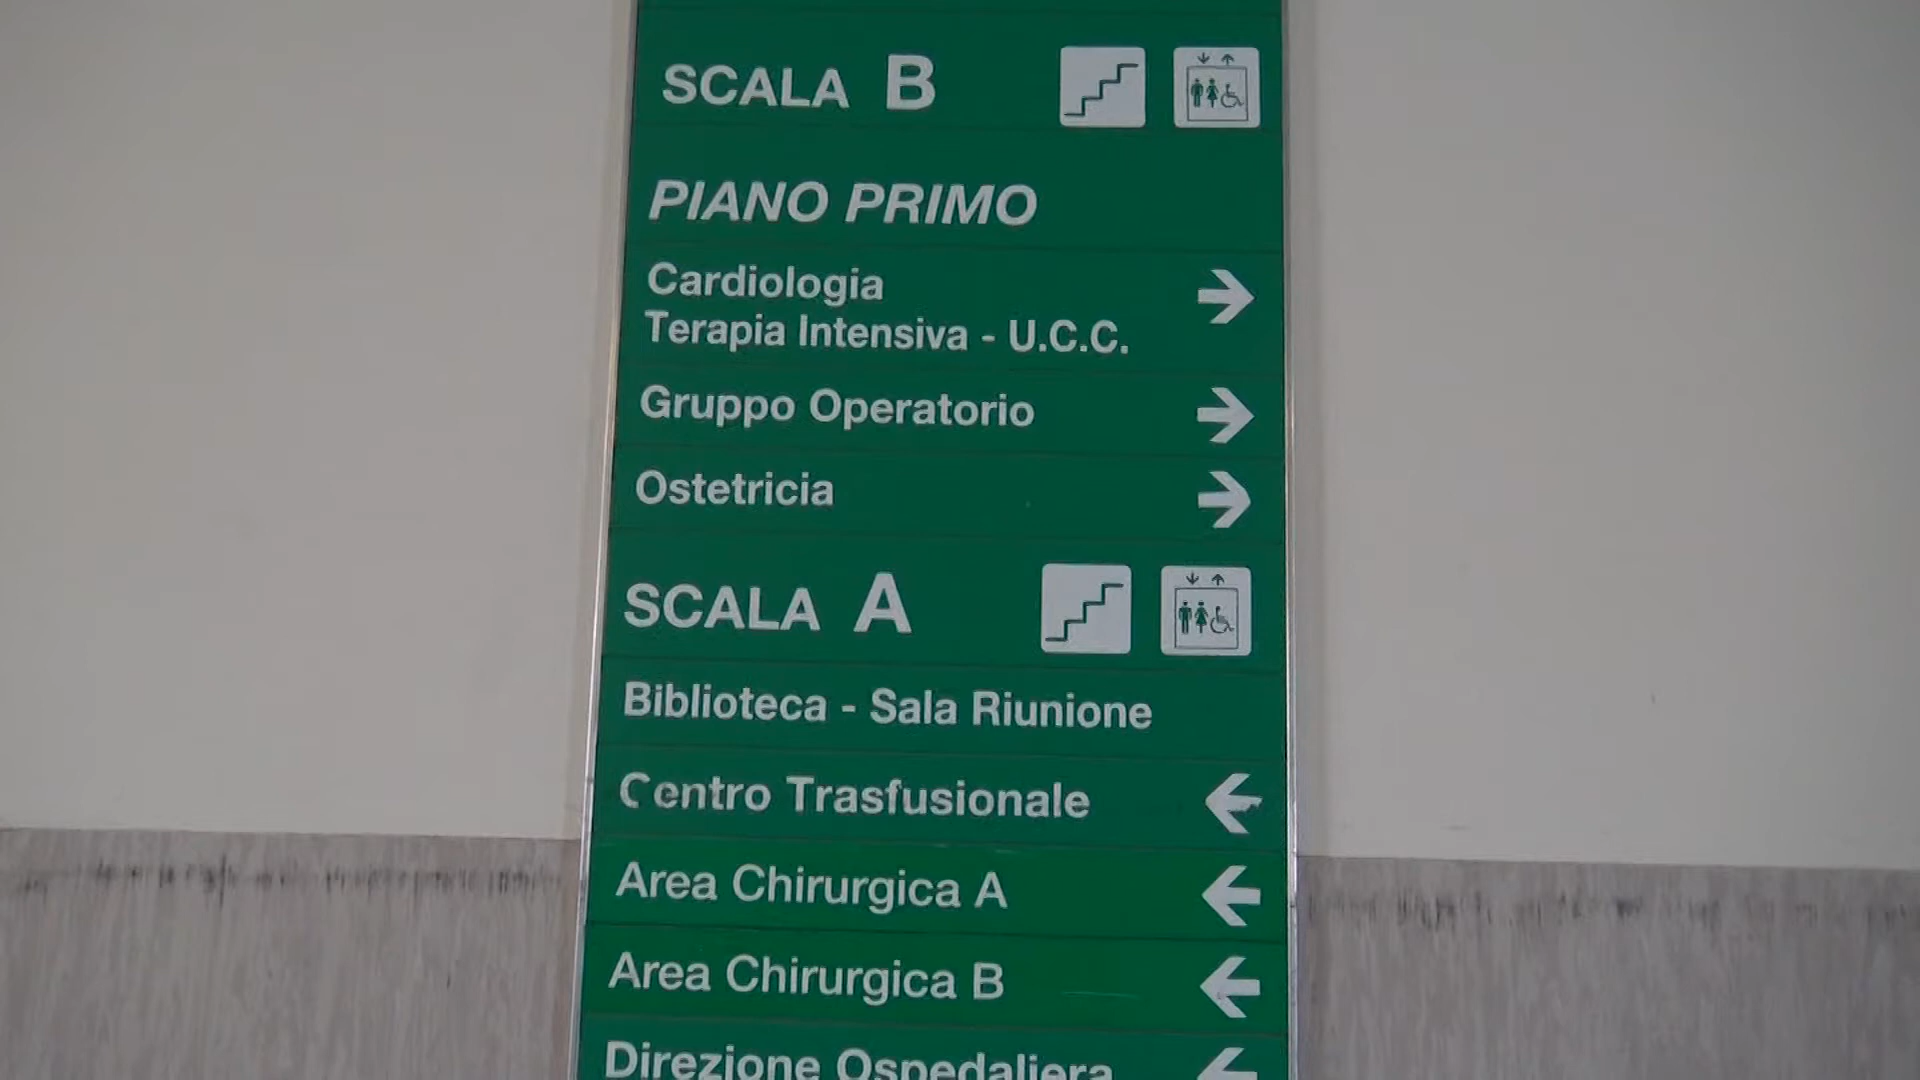 SCALA B
PIANO PRIMO
Cardiologia
Terapia Intensiva - U.C.C.
Gruppo Operatorio
Ostetricia
SCALA A
Biblioteca - Sala Riunione
Centro Trasfusionale
Area Chirurgica A
Area Chirurgica B
Direzione Ospedaliera